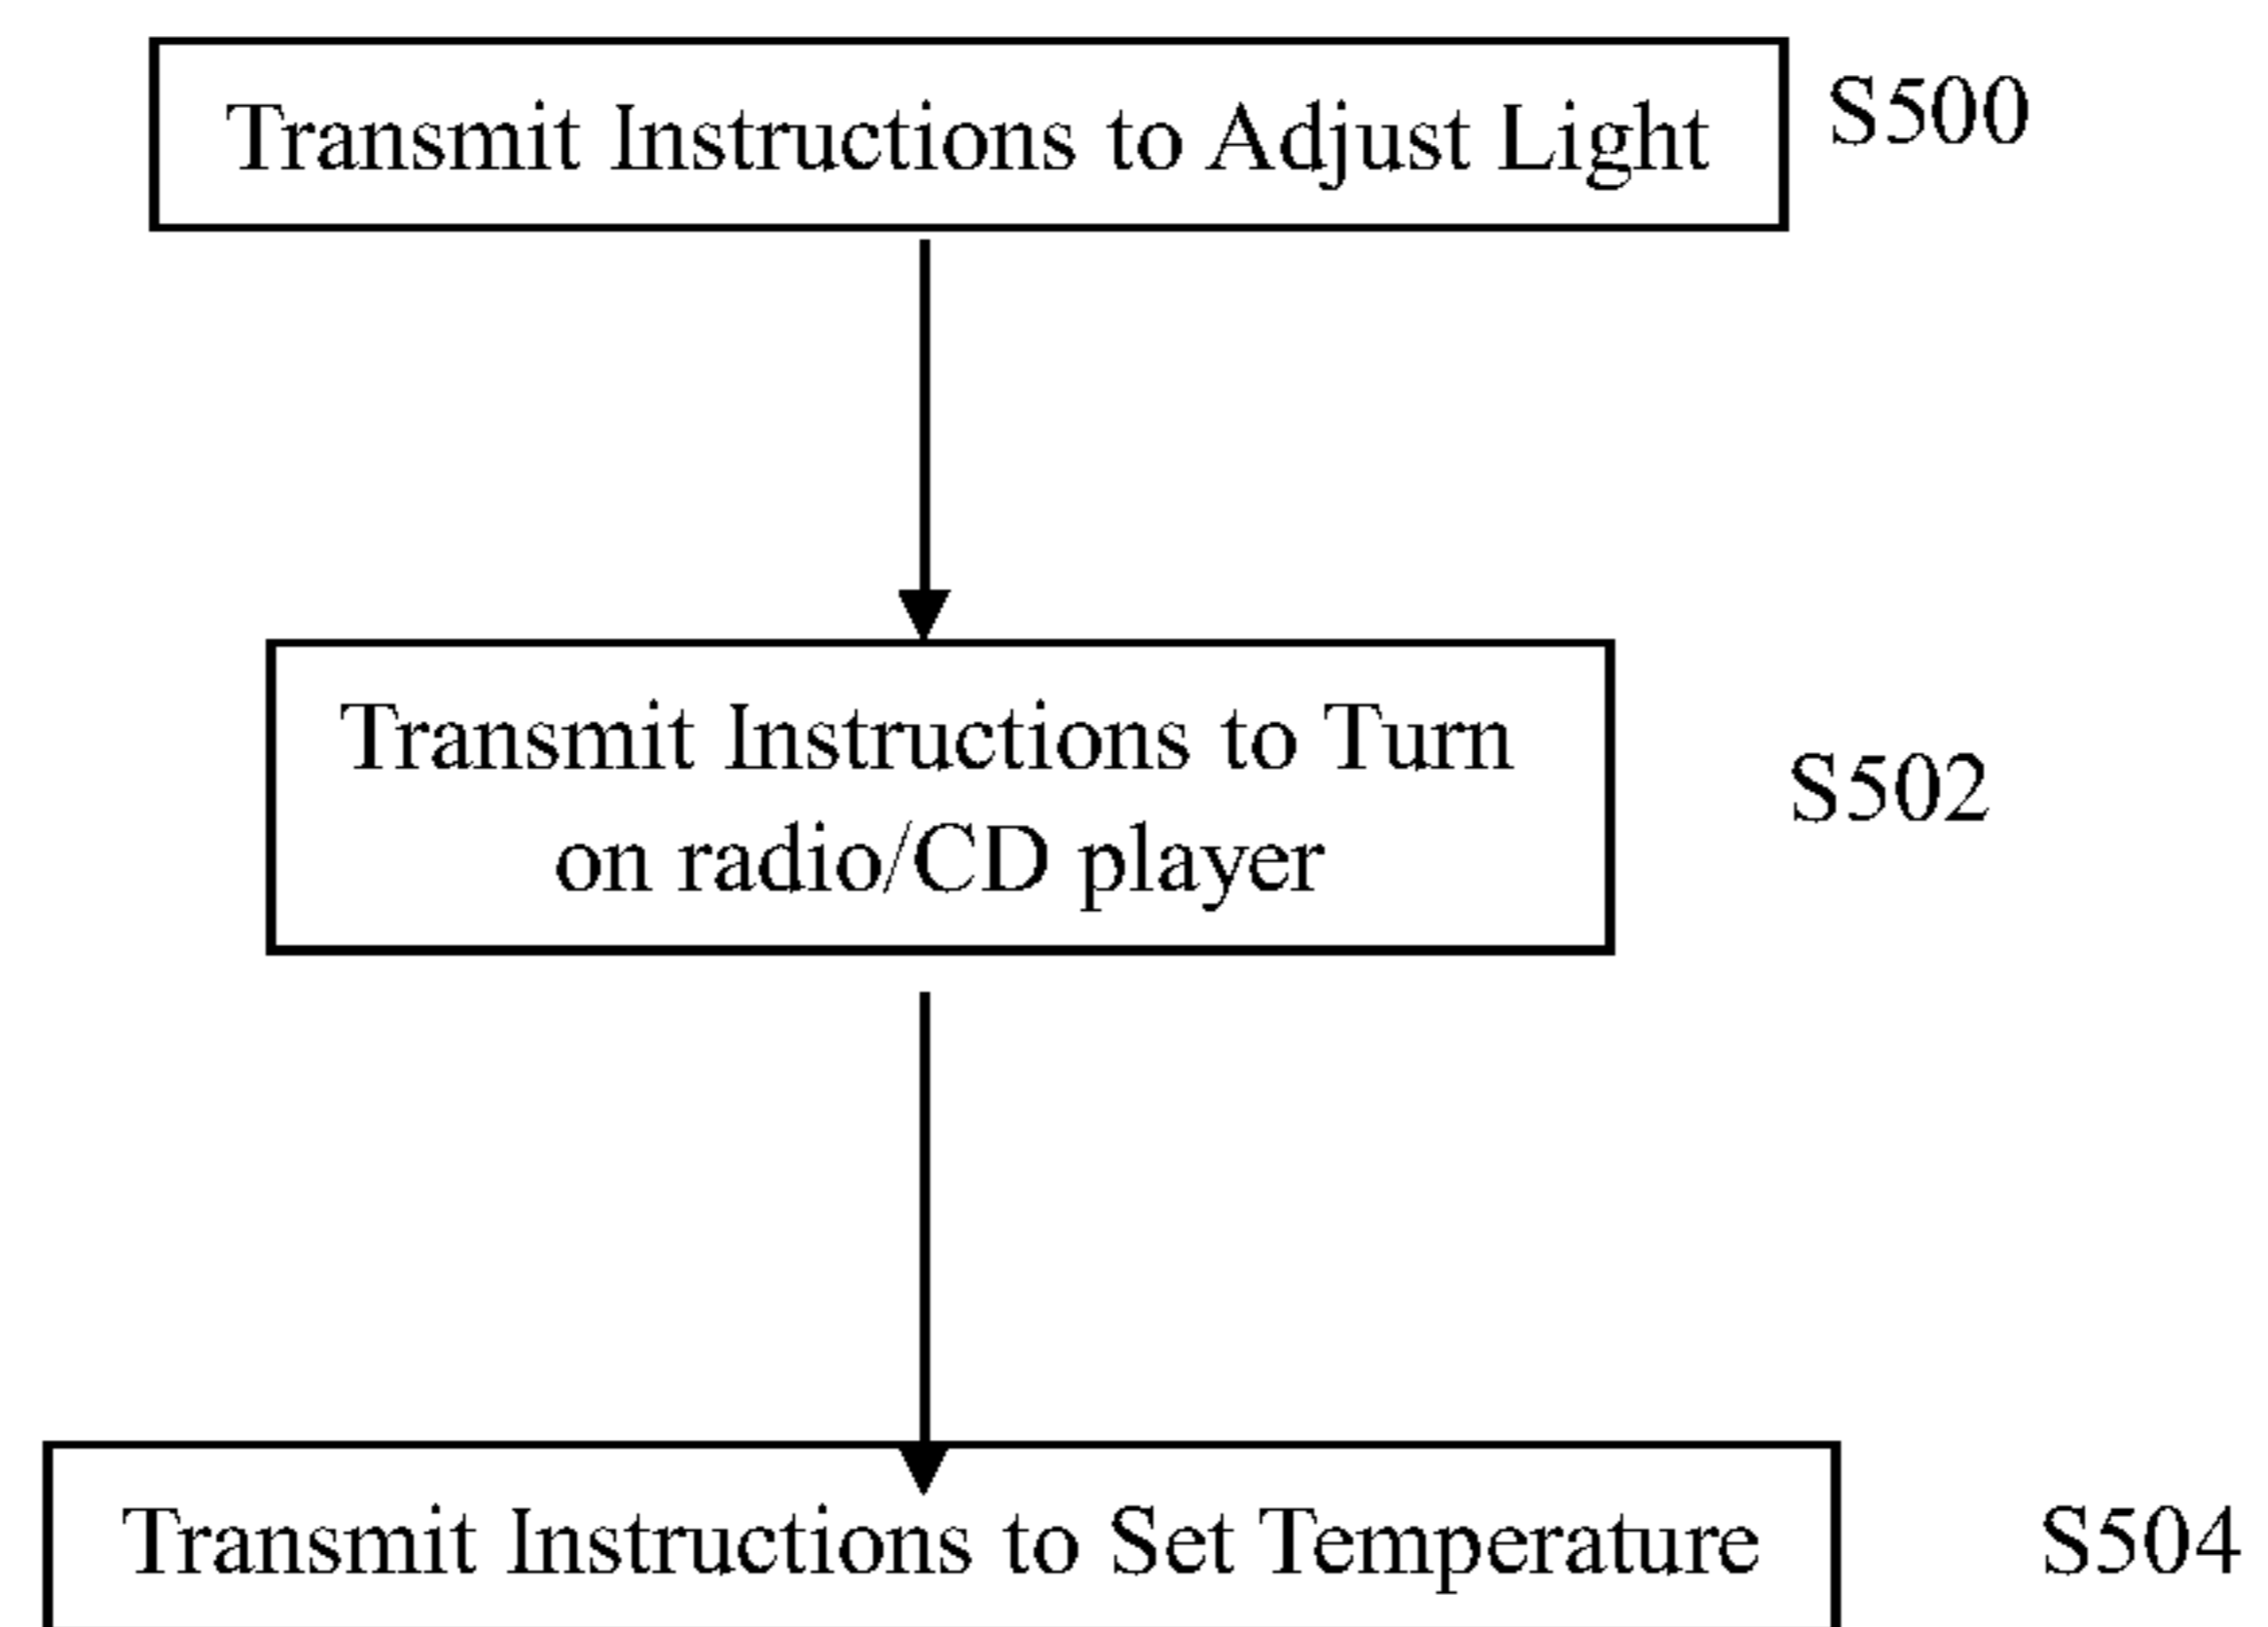 Transmit Instructions to Adjust Light
S500
Transmit Instructions to Turn
on radio/CD player
S502
Transmit Instructions to Set Temperature
S504